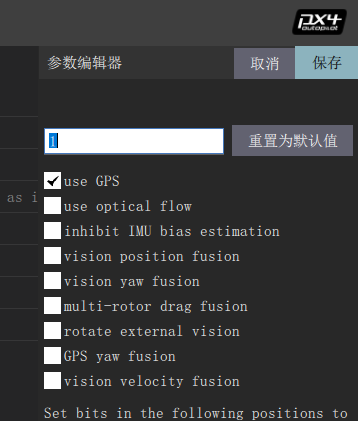 px4
autopilot
参数编辑器
取消
保存
1
重置为默认值
as i
use GPS
use optical flow
inhibit IMU bias estimation
vision position fusion
vision yaw fusion
multi-rotor drag fusion
rotate external vision
GPS yaw fusion
vision velocity fusion
Set bits in the following positions to